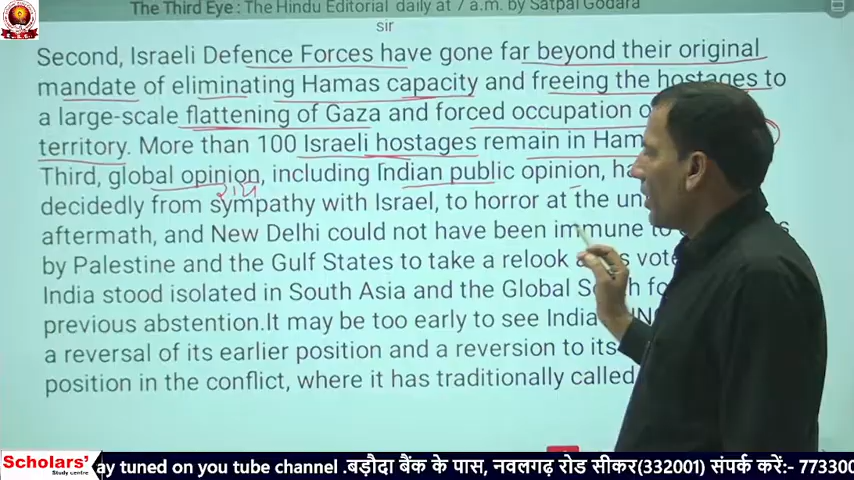 The Third Eye : The Hindu Editorial daily at 7 a.m. by Satpal Godara
sir
Second, Israeli Defence Forces have gone far beyond their original
mandate of eliminating Hamas capacity and freeing the hostages to
a large-scale flattening of Gaza and forced occupation
territory. More than 100 Israeli hostages remain in Ham
Third, global opinion, including Indian public opinion,
decidedly from sympathy with Israel, to horror at the
aftermath, and New Delhi could not have been immune
by Palestine and the Gulf States to take a relook vote
India stood isolated in South Asia and the Global
previous abstention.It may be too early to see India
a reversal of its earlier position and a reversion to its
position in the conflict, where it has traditionally called
Scholars'
Study centre
ay tuned on you tube channel .बड़ौदा बैंक के पास, नवलगढ़ रोड सीकर(332001) संपर्क करें:- 773300